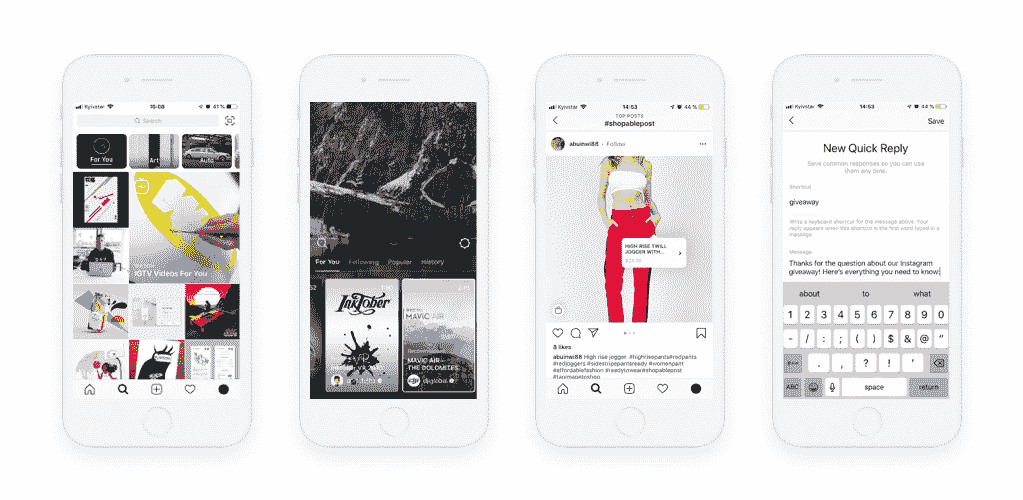 Kyivstar 15:08 41 %
Search
For You
Art
Auto
IGTV Videos For You
For You Following Popular History
InkTober
MAVIC AIR
MAVIC AIR –
THE DOLOMITES
djiglobal
Kyivstar 14:53 44 %
TOP POSTS
#shopablepost
abuinwi88 · Follow
HIGH RISE TWILL
JOGGER WITH...
$23.00
8 likes
abuinwi88 High rise jogger. #highrisepants#redpants
#redjoggers #sidestripepantsready #womenpant
#affordablefashion #readytowear#shopablepost
#tagimagetoshop
Kyivstar 14:53 44 %
Save
New Quick Reply
Save common responses so you can use
them any time.
Shortcut
giveaway
Write a keyboard shortcut for the message above. Your
reply appears when this shortcut is the first word typed in a
message.
Message
Thanks for the question about our Instagram
giveaway! Here's everything you need to know:
about to what
1 2 3 4 5 6 7 8 9 0
- / : ; ( ) $ & @ "
#+= . , ? ! '
ABC space return